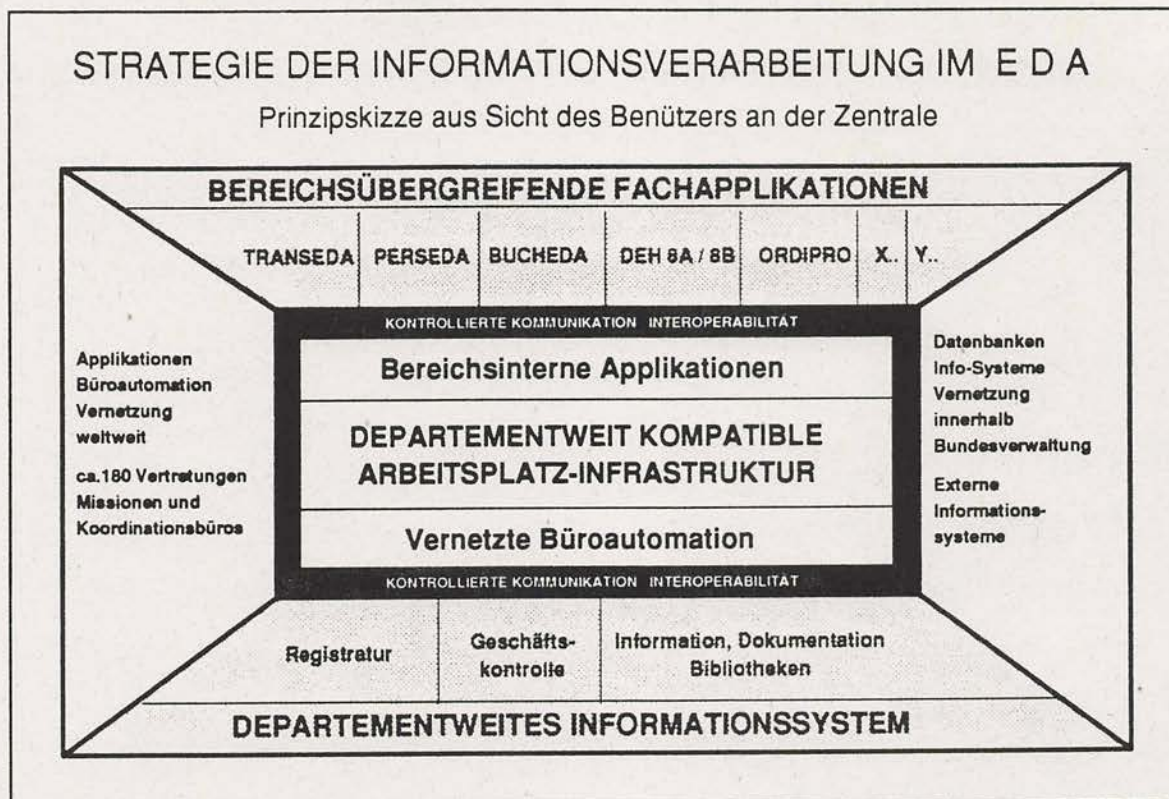 STRATEGIE DER INFORMATIONSVERARBEITUNG IM E D A
Prinzipskizze aus Sicht des Benützers an der Zentrale
BEREICHSÜBERGREIFENDE FACHAPPLIKATIONEN
TRANSEDA PERSEDA BUCHEDA DEH 8A / 8B ORDIPRO X.. Y..
KONTROLLIERTE KOMMUNIKATION INTEROPERABILITÄT
Applikationen
Büroautomation
Vernetzung
weltweit
ca.180 Vertretungen
Missionen und
Koordinationsbüros
Bereichsinterne Applikationen
DEPARTEMENTWEIT KOMPATIBLE
ARBEITSPLATZ-INFRASTRUKTUR
Vernetzte Büroautomation
Datenbanken
Info-Systeme
Vernetzung
innerhalb
Bundesverwaltung
Externe
Informations-
systeme
KONTROLLIERTE KOMMUNIKATION INTEROPERABILITÄT
Registratur
Geschäfts-
kontrolle
Information, Dokumentation
Bibliotheken
DEPARTEMENTWEITES INFORMATIONSSYSTEM